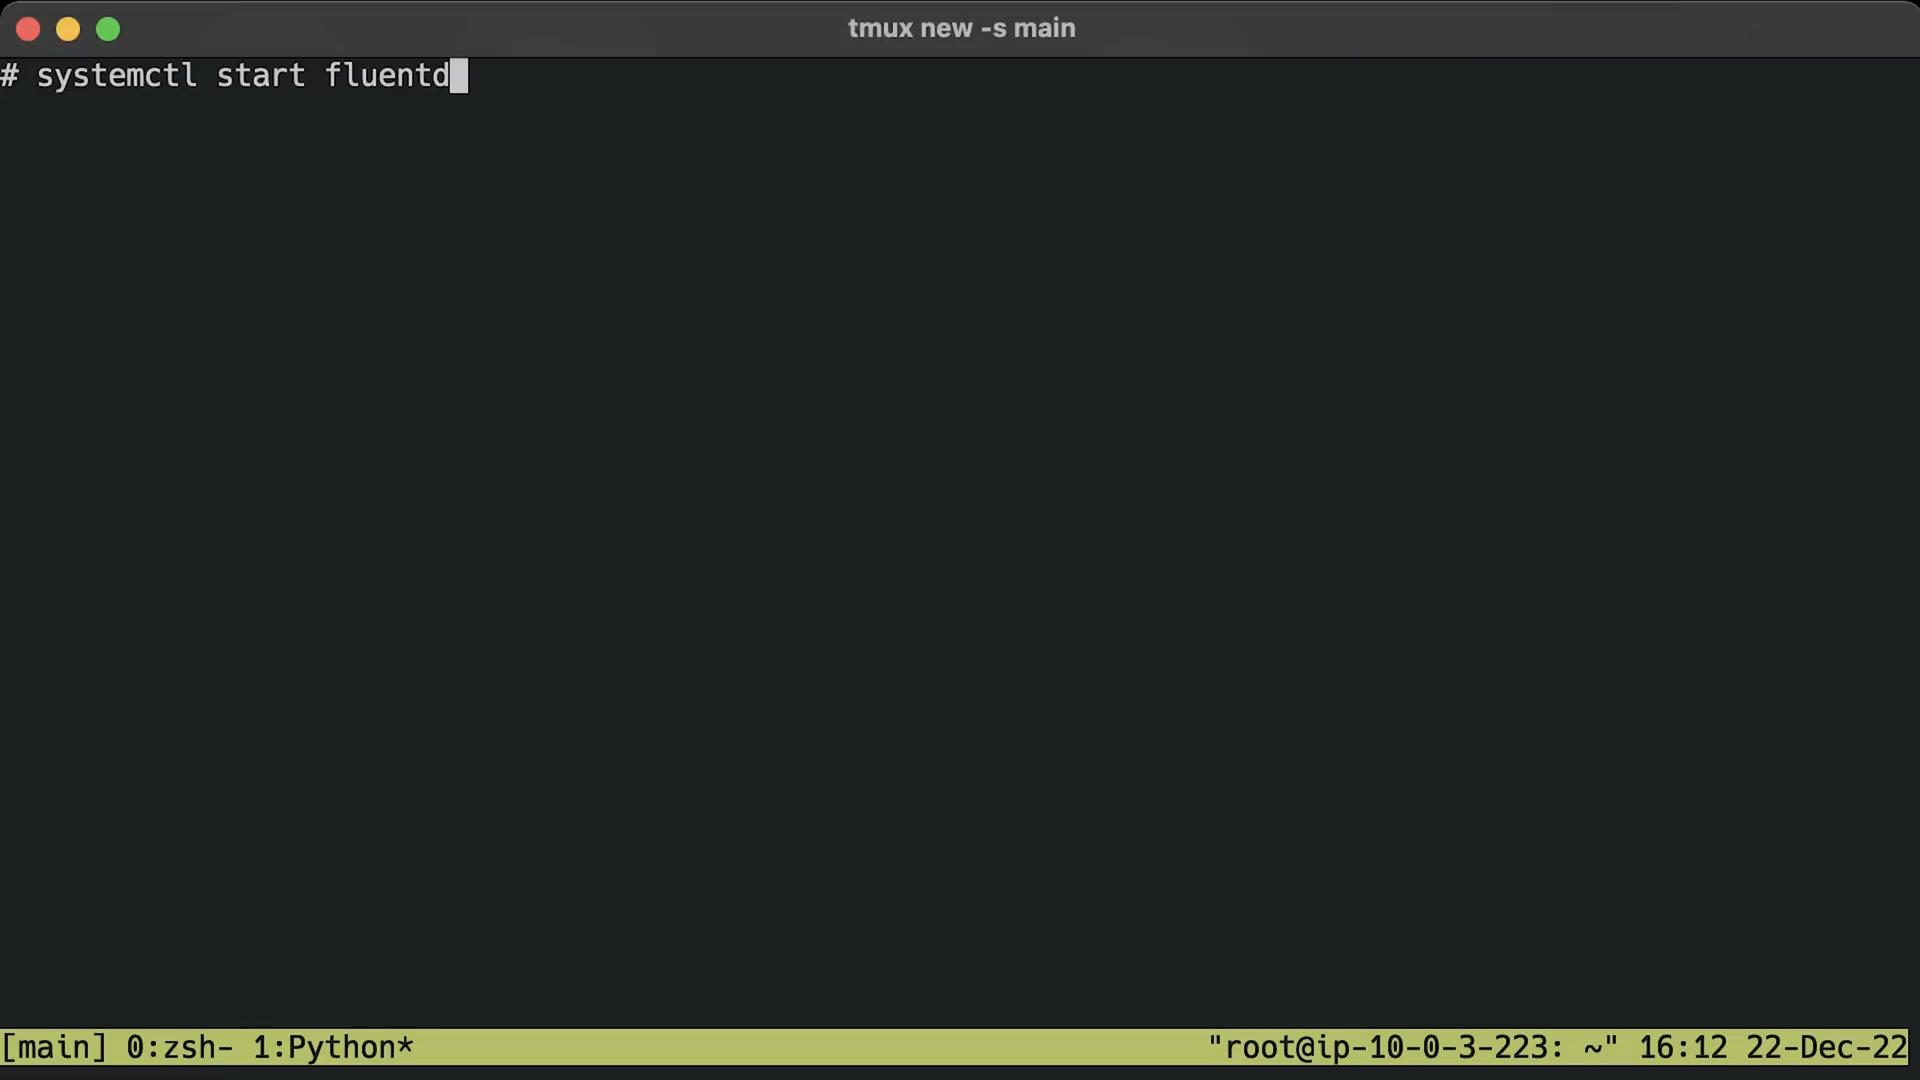 tmux new -s main
# systemctl start fluentd
[main] 0:zsh- 1:Python* "root@ip-10-0-3-223: ~" 16:12 22-Dec-22